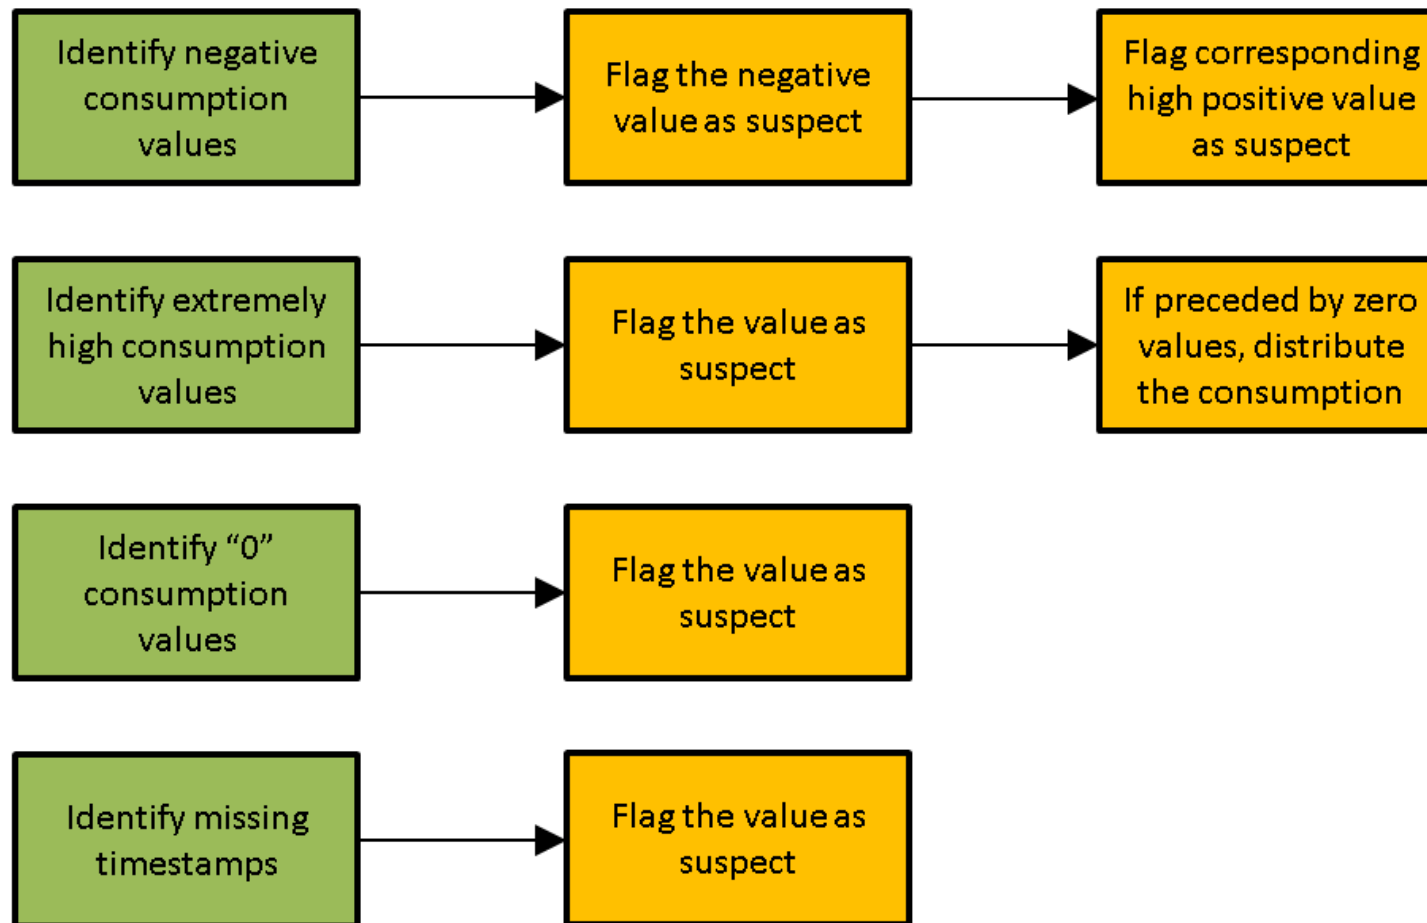 Identify negative
consumption
values
Flag the negative
value as suspect
Flag corresponding
high positive value
as suspect
Identify extremely
high consumption
values
Flag the value as
suspect
If preceded by zero
values, distribute
the consumption
Identify “0”
consumption
values
Flag the value as
suspect
Identify missing
timestamps
Flag the value as
suspect